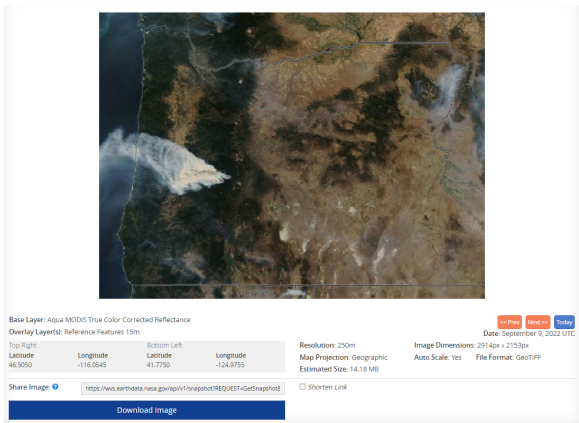 Base Layer: Aqua MODIS True Color Corrected Reflectance
<< Prev Next >> Today
Overlay Layer(s): Reference Features 15m
Date: September 9, 2022 UTC
Top Right Bottom Left
Latitude Longitude Latitude Longitude
46.5050 -116.0545 41.7750 -124.9755
Resolution: 250m Image Dimensions: 2914px x 2153px
Map Projection: Geographic Auto Scale: Yes File Format: GeoTIFF
Estimated Size: 14.18 MB
Share Image: ? https://wvs.earthdata.nasa.gov/api/v1/snapshot?REQUEST=GetSnapshot&
Shorten Link
Download Image